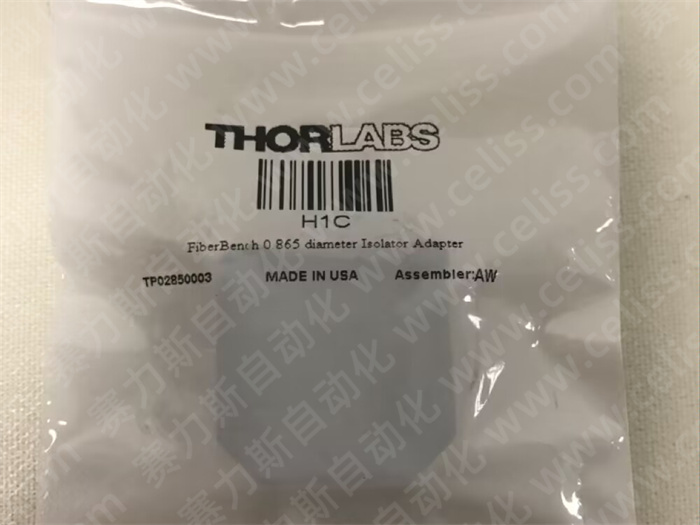 THORLABS
H1C
FiberBench 0.865 diameter Isolator Adapter
TP02850003 MADE IN USA Assembler:AW
赛力斯自动化 www.celiss.com